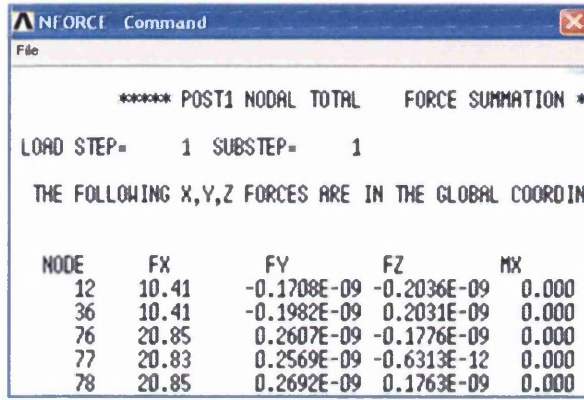 NFORCE Command
File
***** POST1 NODAL TOTAL FORCE SUMMATION *
LOAD STEP= 1 SUBSTEP= 1
THE FOLLOWING X,Y,Z FORCES ARE IN THE GLOBAL COORDIN
NODE FX FY FZ MX
12 10.41 -0.1708E-09 -0.2036E-09 0.000
36 10.41 -0.1982E-09 0.2031E-09 0.000
76 20.85 0.2607E-09 -0.1776E-09 0.000
77 20.83 0.2569E-09 -0.6313E-12 0.000
78 20.85 0.2692E-09 0.1763E-09 0.000